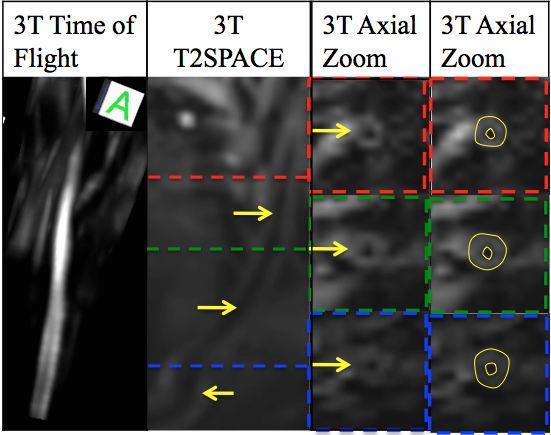 3T Time of
Flight
3T
T2SPACE
3T Axial
Zoom
3T Axial
Zoom
A